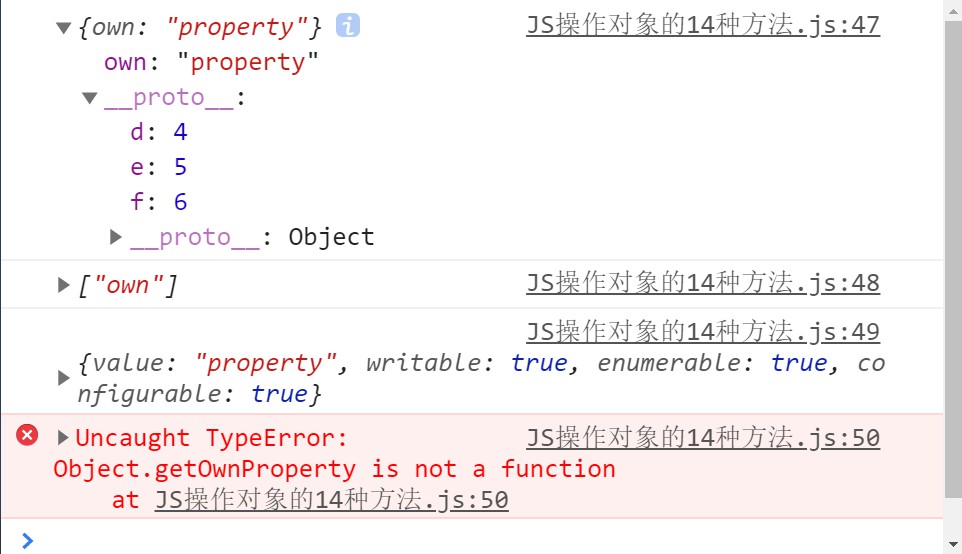 {own: "property"} i JS操作对象的14种方法.js:47
own: "property"
__proto__:
d: 4
e: 5
f: 6
__proto__: Object
["own"] JS操作对象的14种方法.js:48
JS操作对象的14种方法.js:49
{value: "property", writable: true, enumerable: true, co
nfigurable: true}
Uncaught TypeError: JS操作对象的14种方法.js:50
Object.getOwnProperty is not a function
at JS操作对象的14种方法.js:50